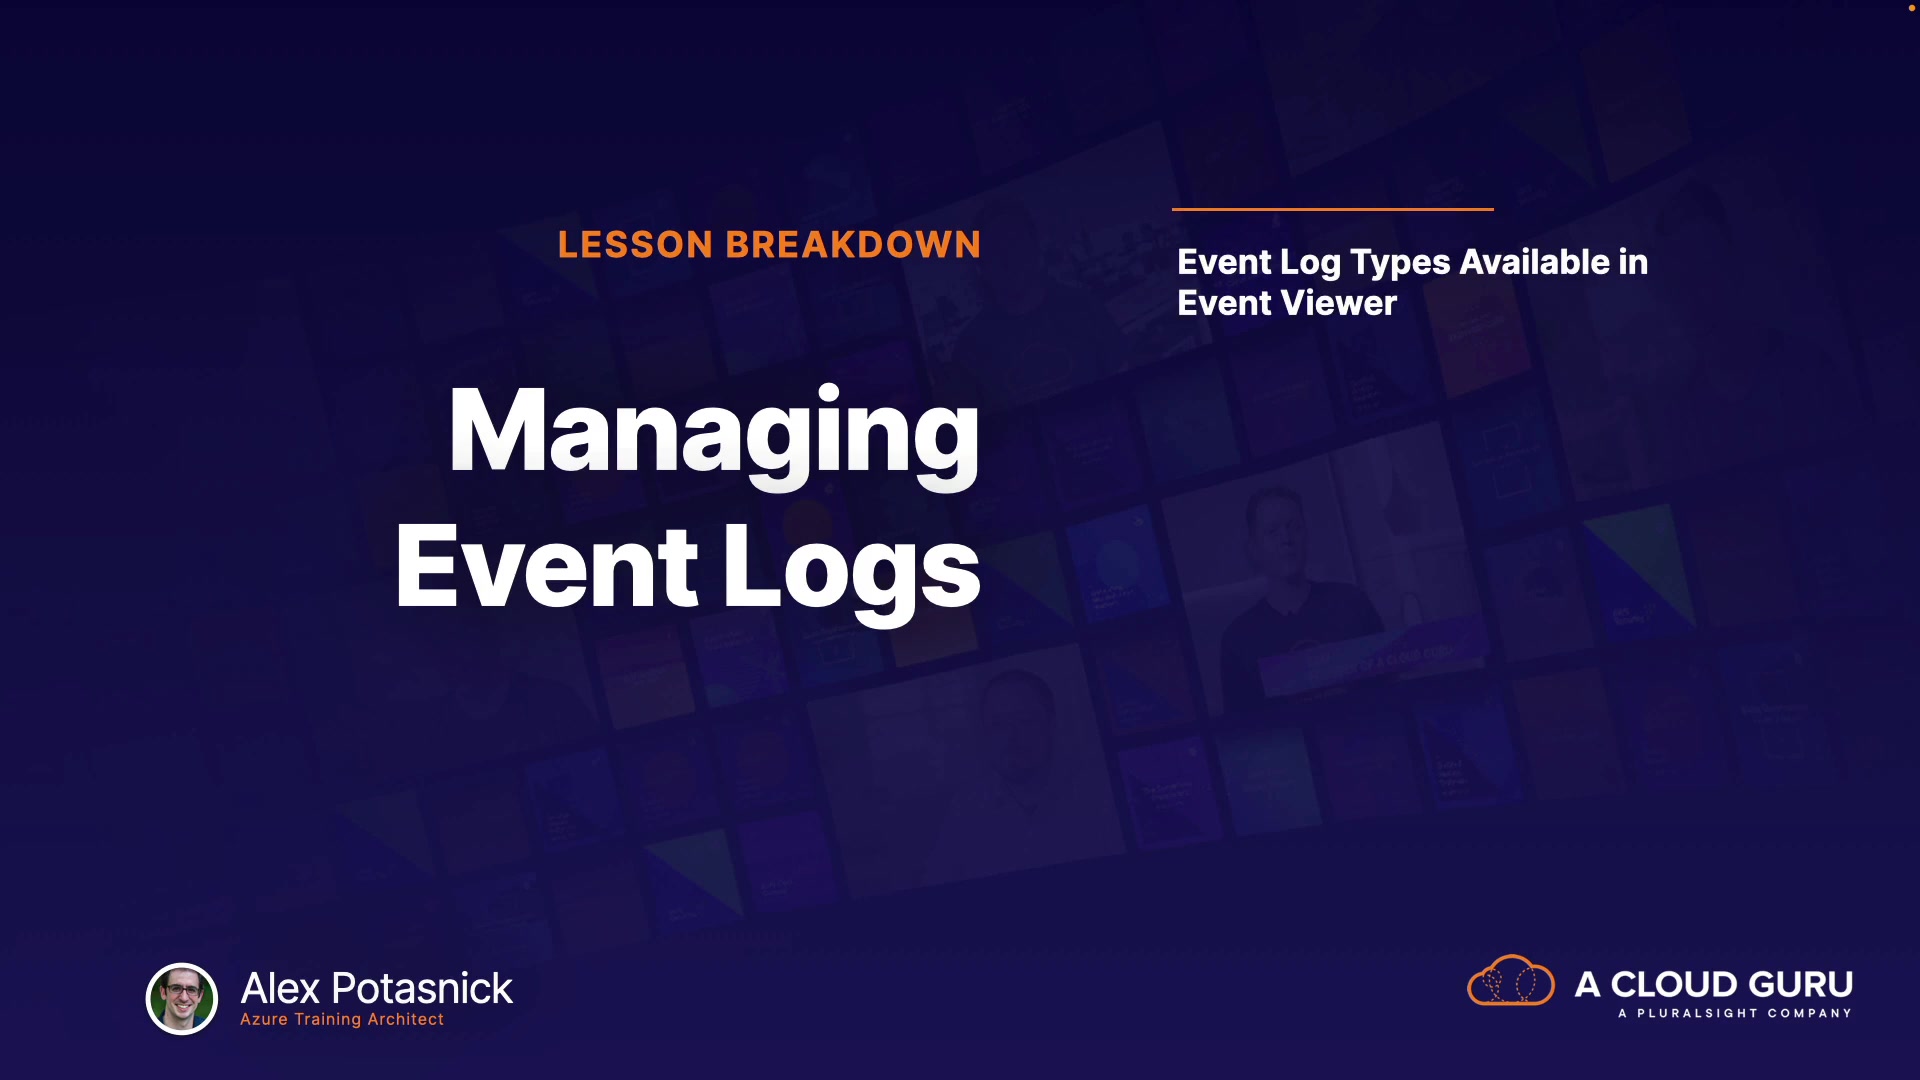 LESSON BREAKDOWN
Managing
Event Logs
Event Log Types Available in
Event Viewer
Alex Potasnick
Azure Training Architect
A CLOUD GURU
A PLURALSIGHT COMPANY